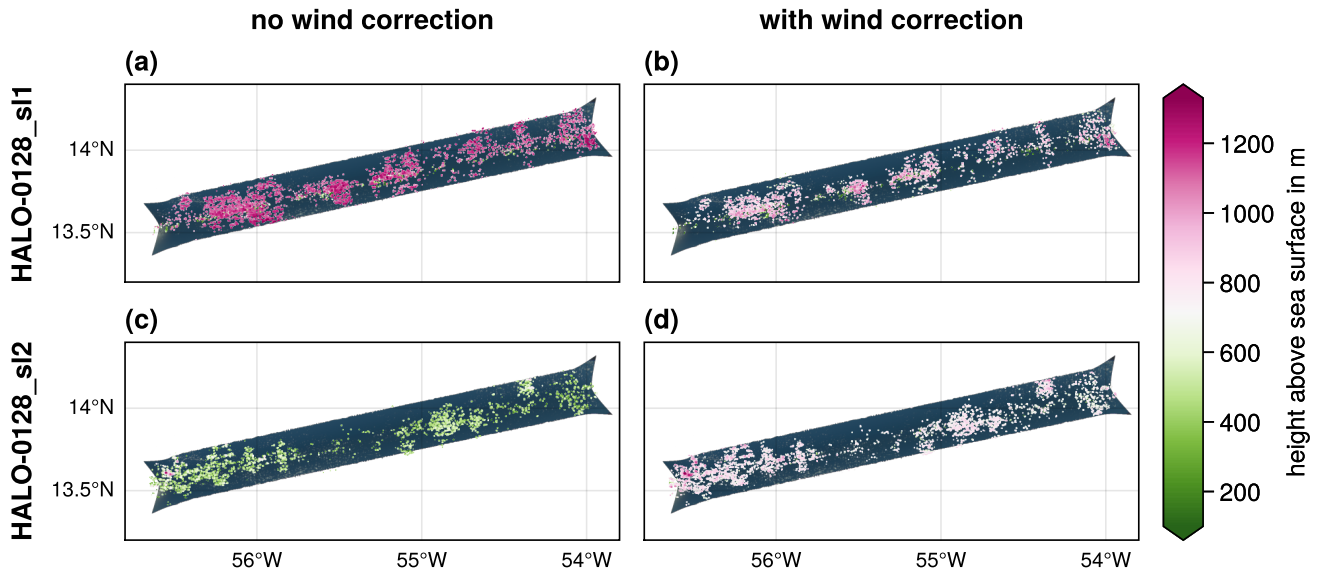 no wind correction
with wind correction
(a)
(b)
HALO-0128_sl1
14°N
13.5°N
(c)
(d)
HALO-0128_sl2
14°N
13.5°N
56°W
55°W
54°W
56°W
55°W
54°W
1200
1000
800
600
400
200
height above sea surface in m